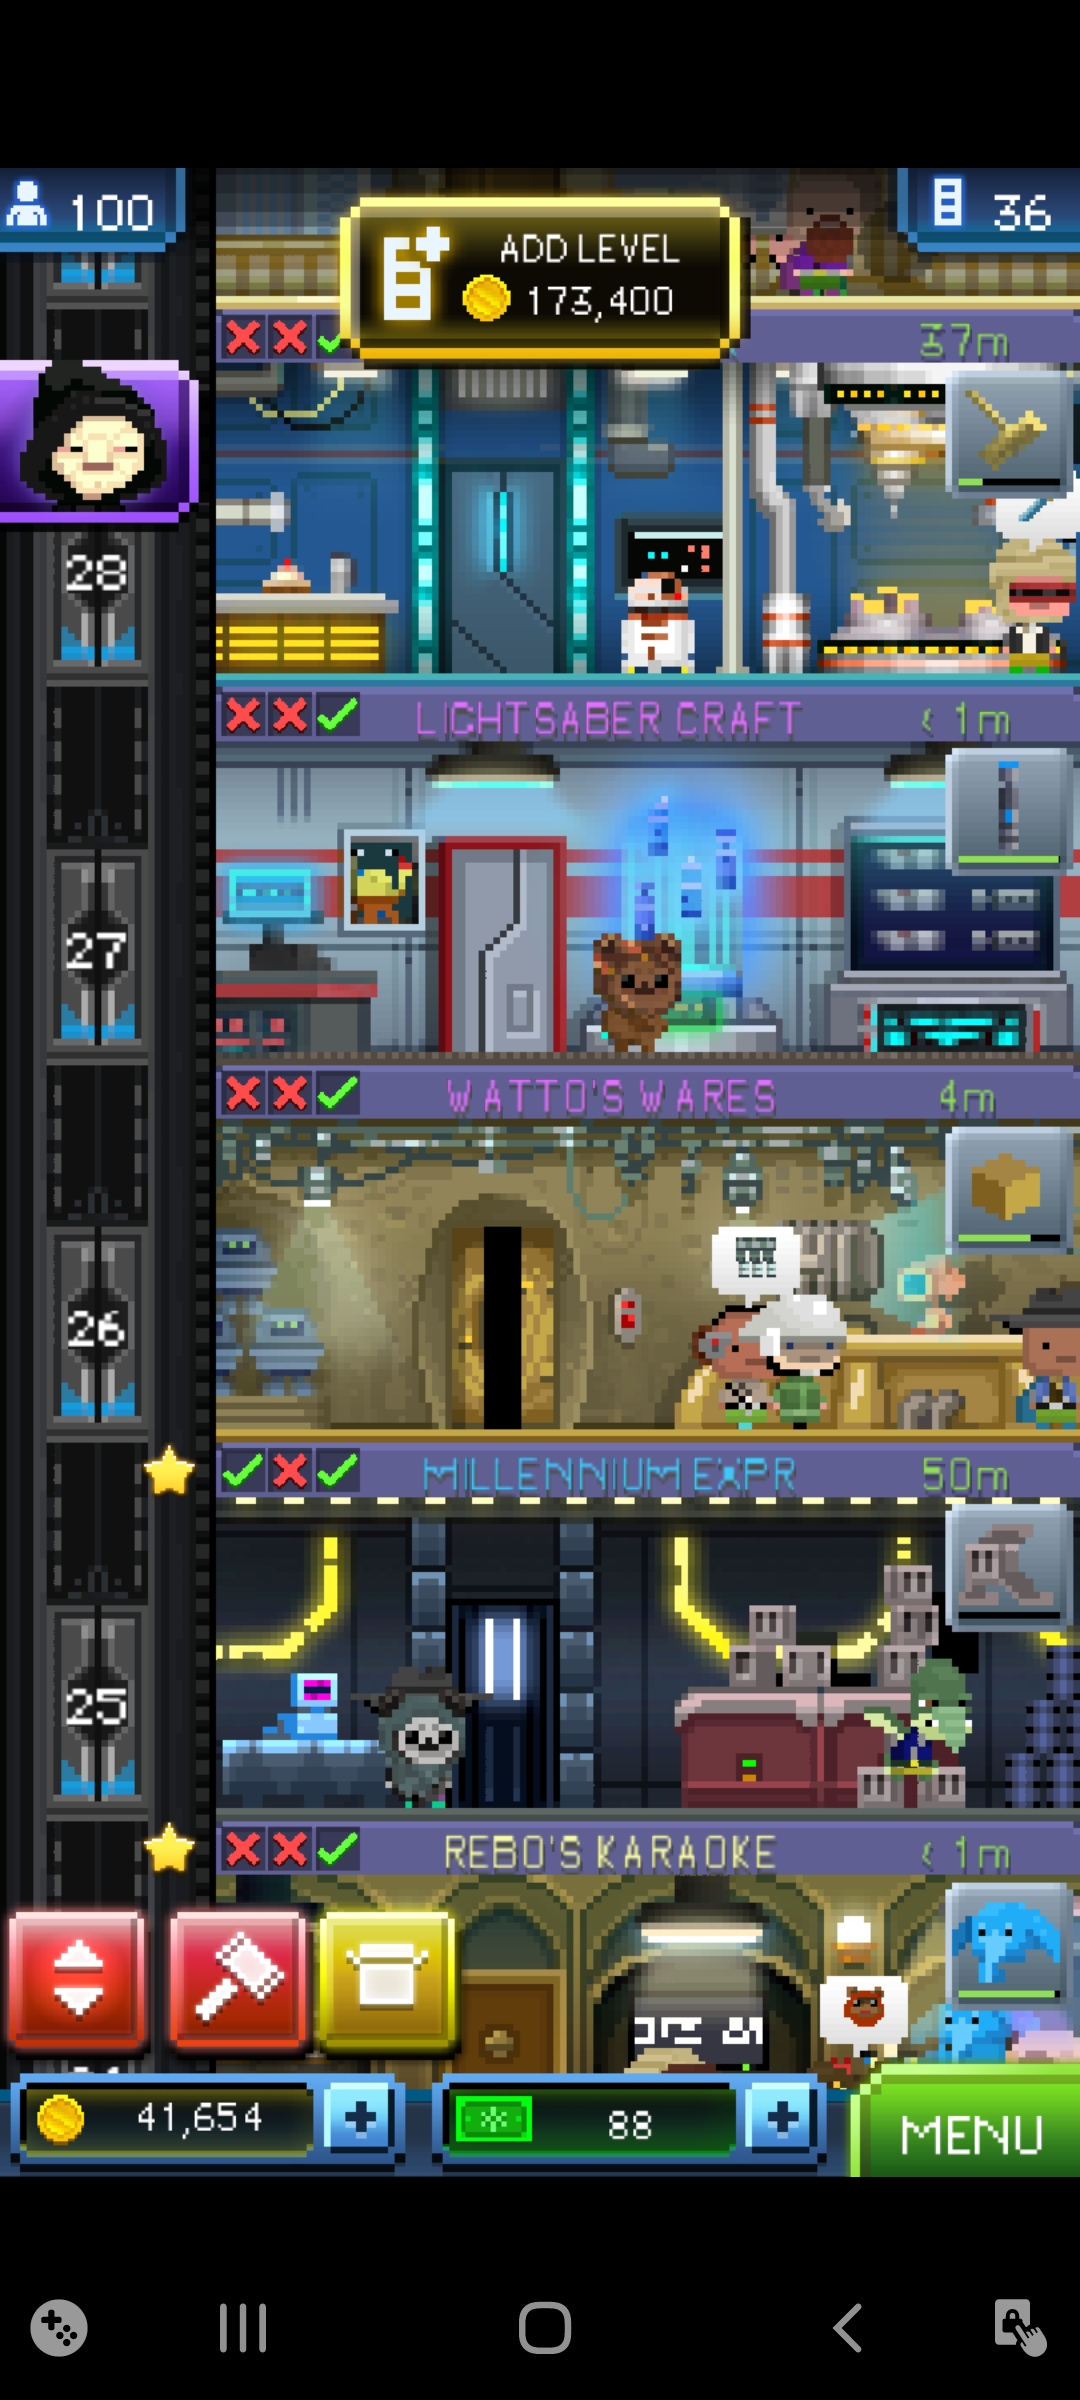 100
36
ADD LEVEL
173,400
37m
28
LIGHTSABER CRAFT
< 1m
27
WATTO'S WARES
4m
26
MILLENNIUM EXPR
50m
25
REBO'S KARAOKE
< 1m
41,654
88
MENU